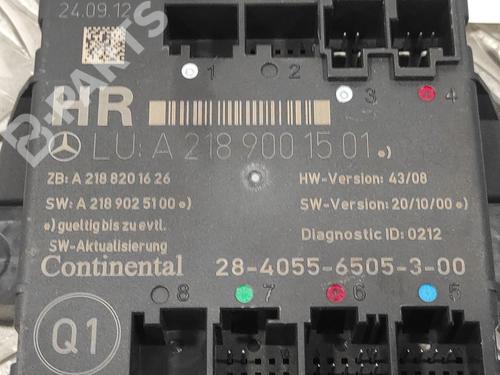 24.09.12
B-PARTS
1 2
3 4
HR
LU: A 218 900 15 01 •)
ZB: A 218 820 16 26
HW-Version: 43/08
SW: A 218 902 51 00 •)
SW-Version: 20/10/00 •)
•) gueltig bis zu evtl.
SW-Aktualisierung
Diagnostic ID: 0212
Continental 28-4055-6505-3-00
8 7 6 5
Q1